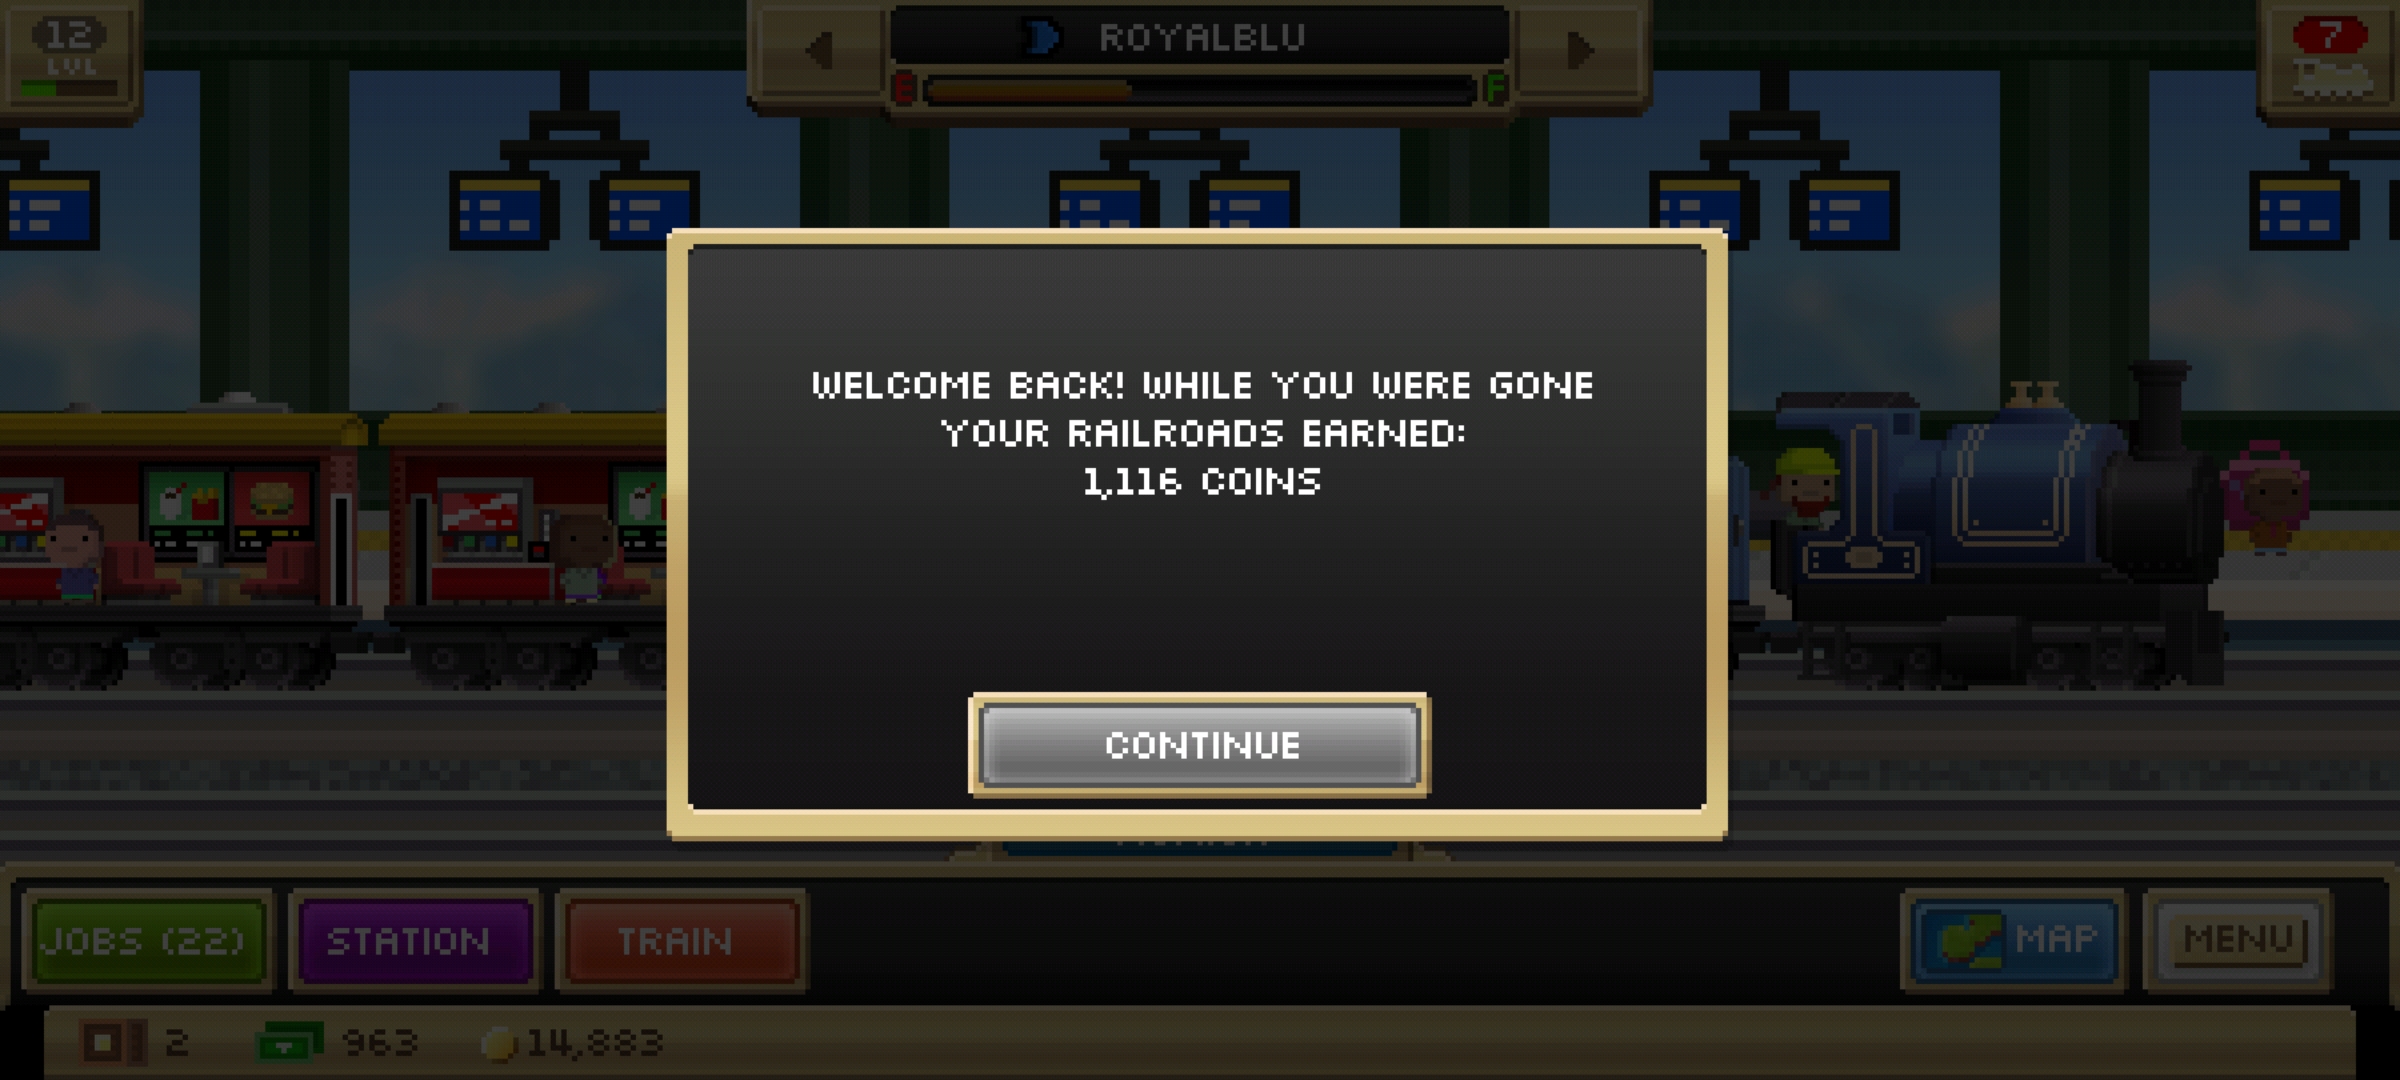 12
LVL
ROYALBLU
E F
7
WELCOME BACK! WHILE YOU WERE GONE
YOUR RAILROADS EARNED:
1,116 COINS
CONTINUE
JOBS (22) STATION TRAIN MAP MENU
2 963 14,883